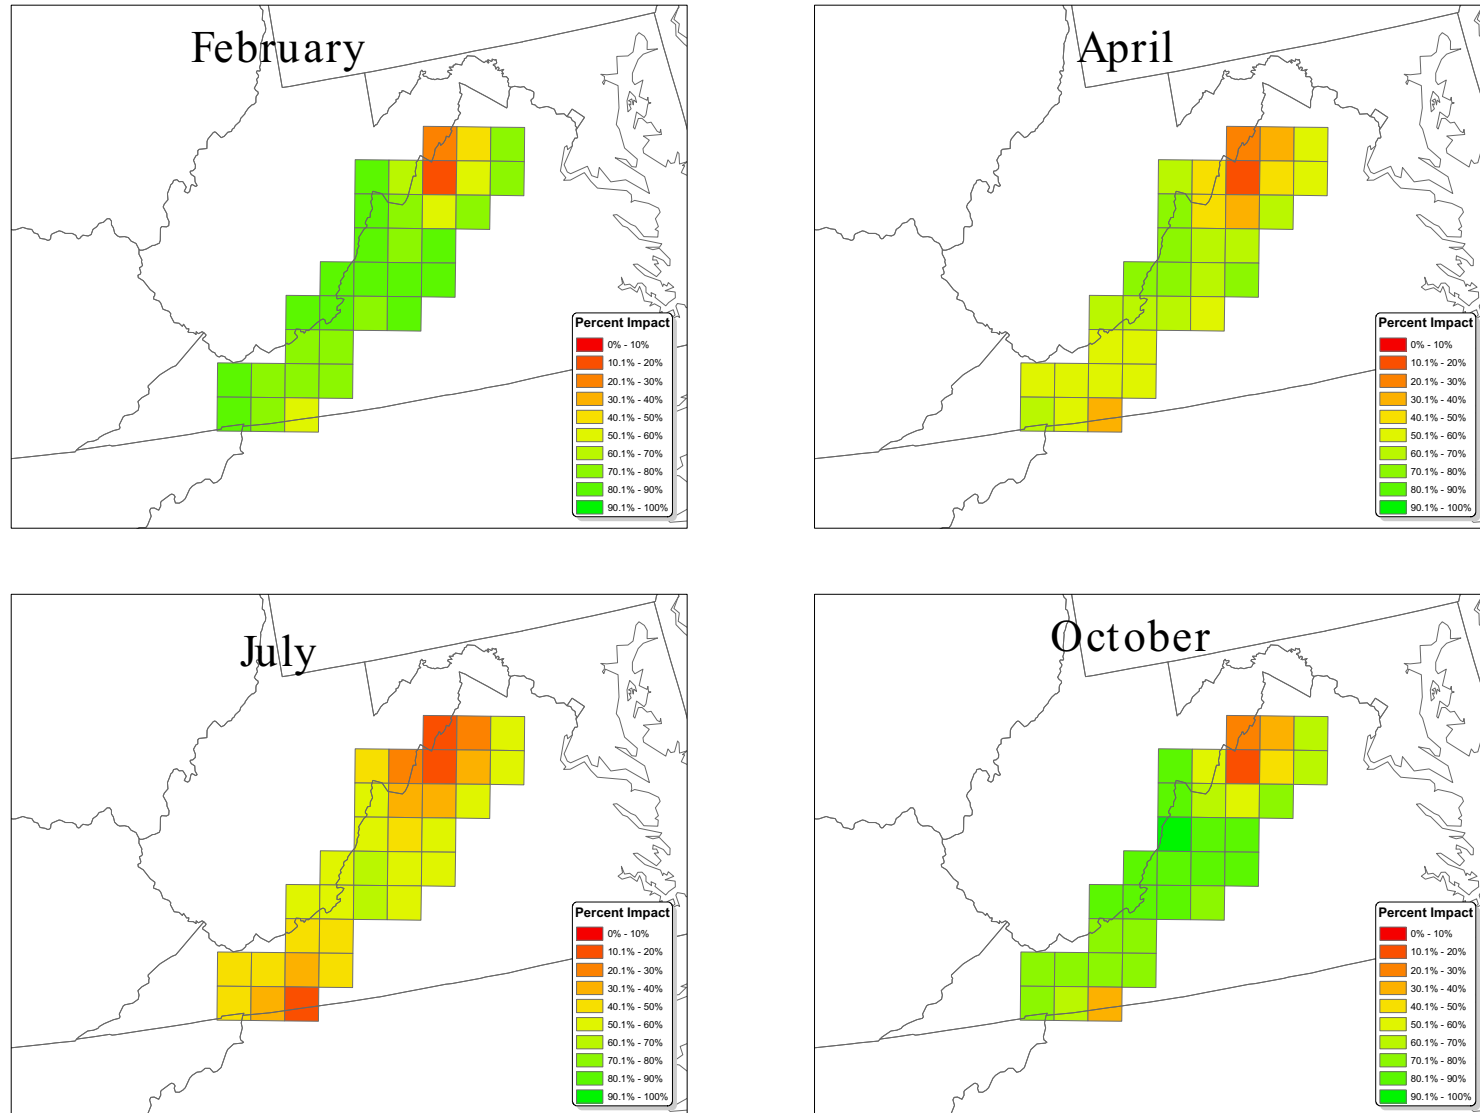 February
Percent Impact
0% - 10%
10.1% - 20%
20.1% - 30%
30.1% - 40%
40.1% - 50%
50.1% - 60%
60.1% - 70%
70.1% - 80%
80.1% - 90%
90.1% - 100%
April
Percent Impact
0% - 10%
10.1% - 20%
20.1% - 30%
30.1% - 40%
40.1% - 50%
50.1% - 60%
60.1% - 70%
70.1% - 80%
80.1% - 90%
90.1% - 100%
July
Percent Impact
0% - 10%
10.1% - 20%
20.1% - 30%
30.1% - 40%
40.1% - 50%
50.1% - 60%
60.1% - 70%
70.1% - 80%
80.1% - 90%
90.1% - 100%
October
Percent Impact
0% - 10%
10.1% - 20%
20.1% - 30%
30.1% - 40%
40.1% - 50%
50.1% - 60%
60.1% - 70%
70.1% - 80%
80.1% - 90%
90.1% - 100%